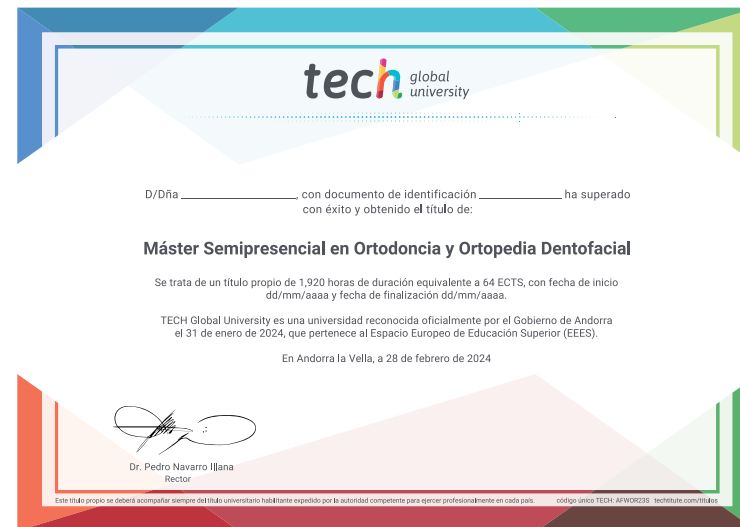 tech global university
D/Dña ______________, con documento de identificación __________ ha superado
con éxito y obtenido el título de:
Máster Semipresencial en Ortodoncia y Ortopedia Dentofacial
Se trata de un título propio de 1,920 horas de duración equivalente a 64 ECTS, con fecha de inicio
dd/mm/aaaa y fecha de finalización dd/mm/aaaa.
TECH Global University es una universidad reconocida oficialmente por el Gobierno de Andorra
el 31 de enero de 2024, que pertenece al Espacio Europeo de Educación Superior (EEES).
En Andorra la Vella, a 28 de febrero de 2024
Dr. Pedro Navarro Illana
Rector
Este título propio se deberá acompañar siempre del título universitario habilitante expedido por la autoridad competente para ejercer profesionalmente en cada país. código único TECH: AFWOR23S techtitute.com/titulos